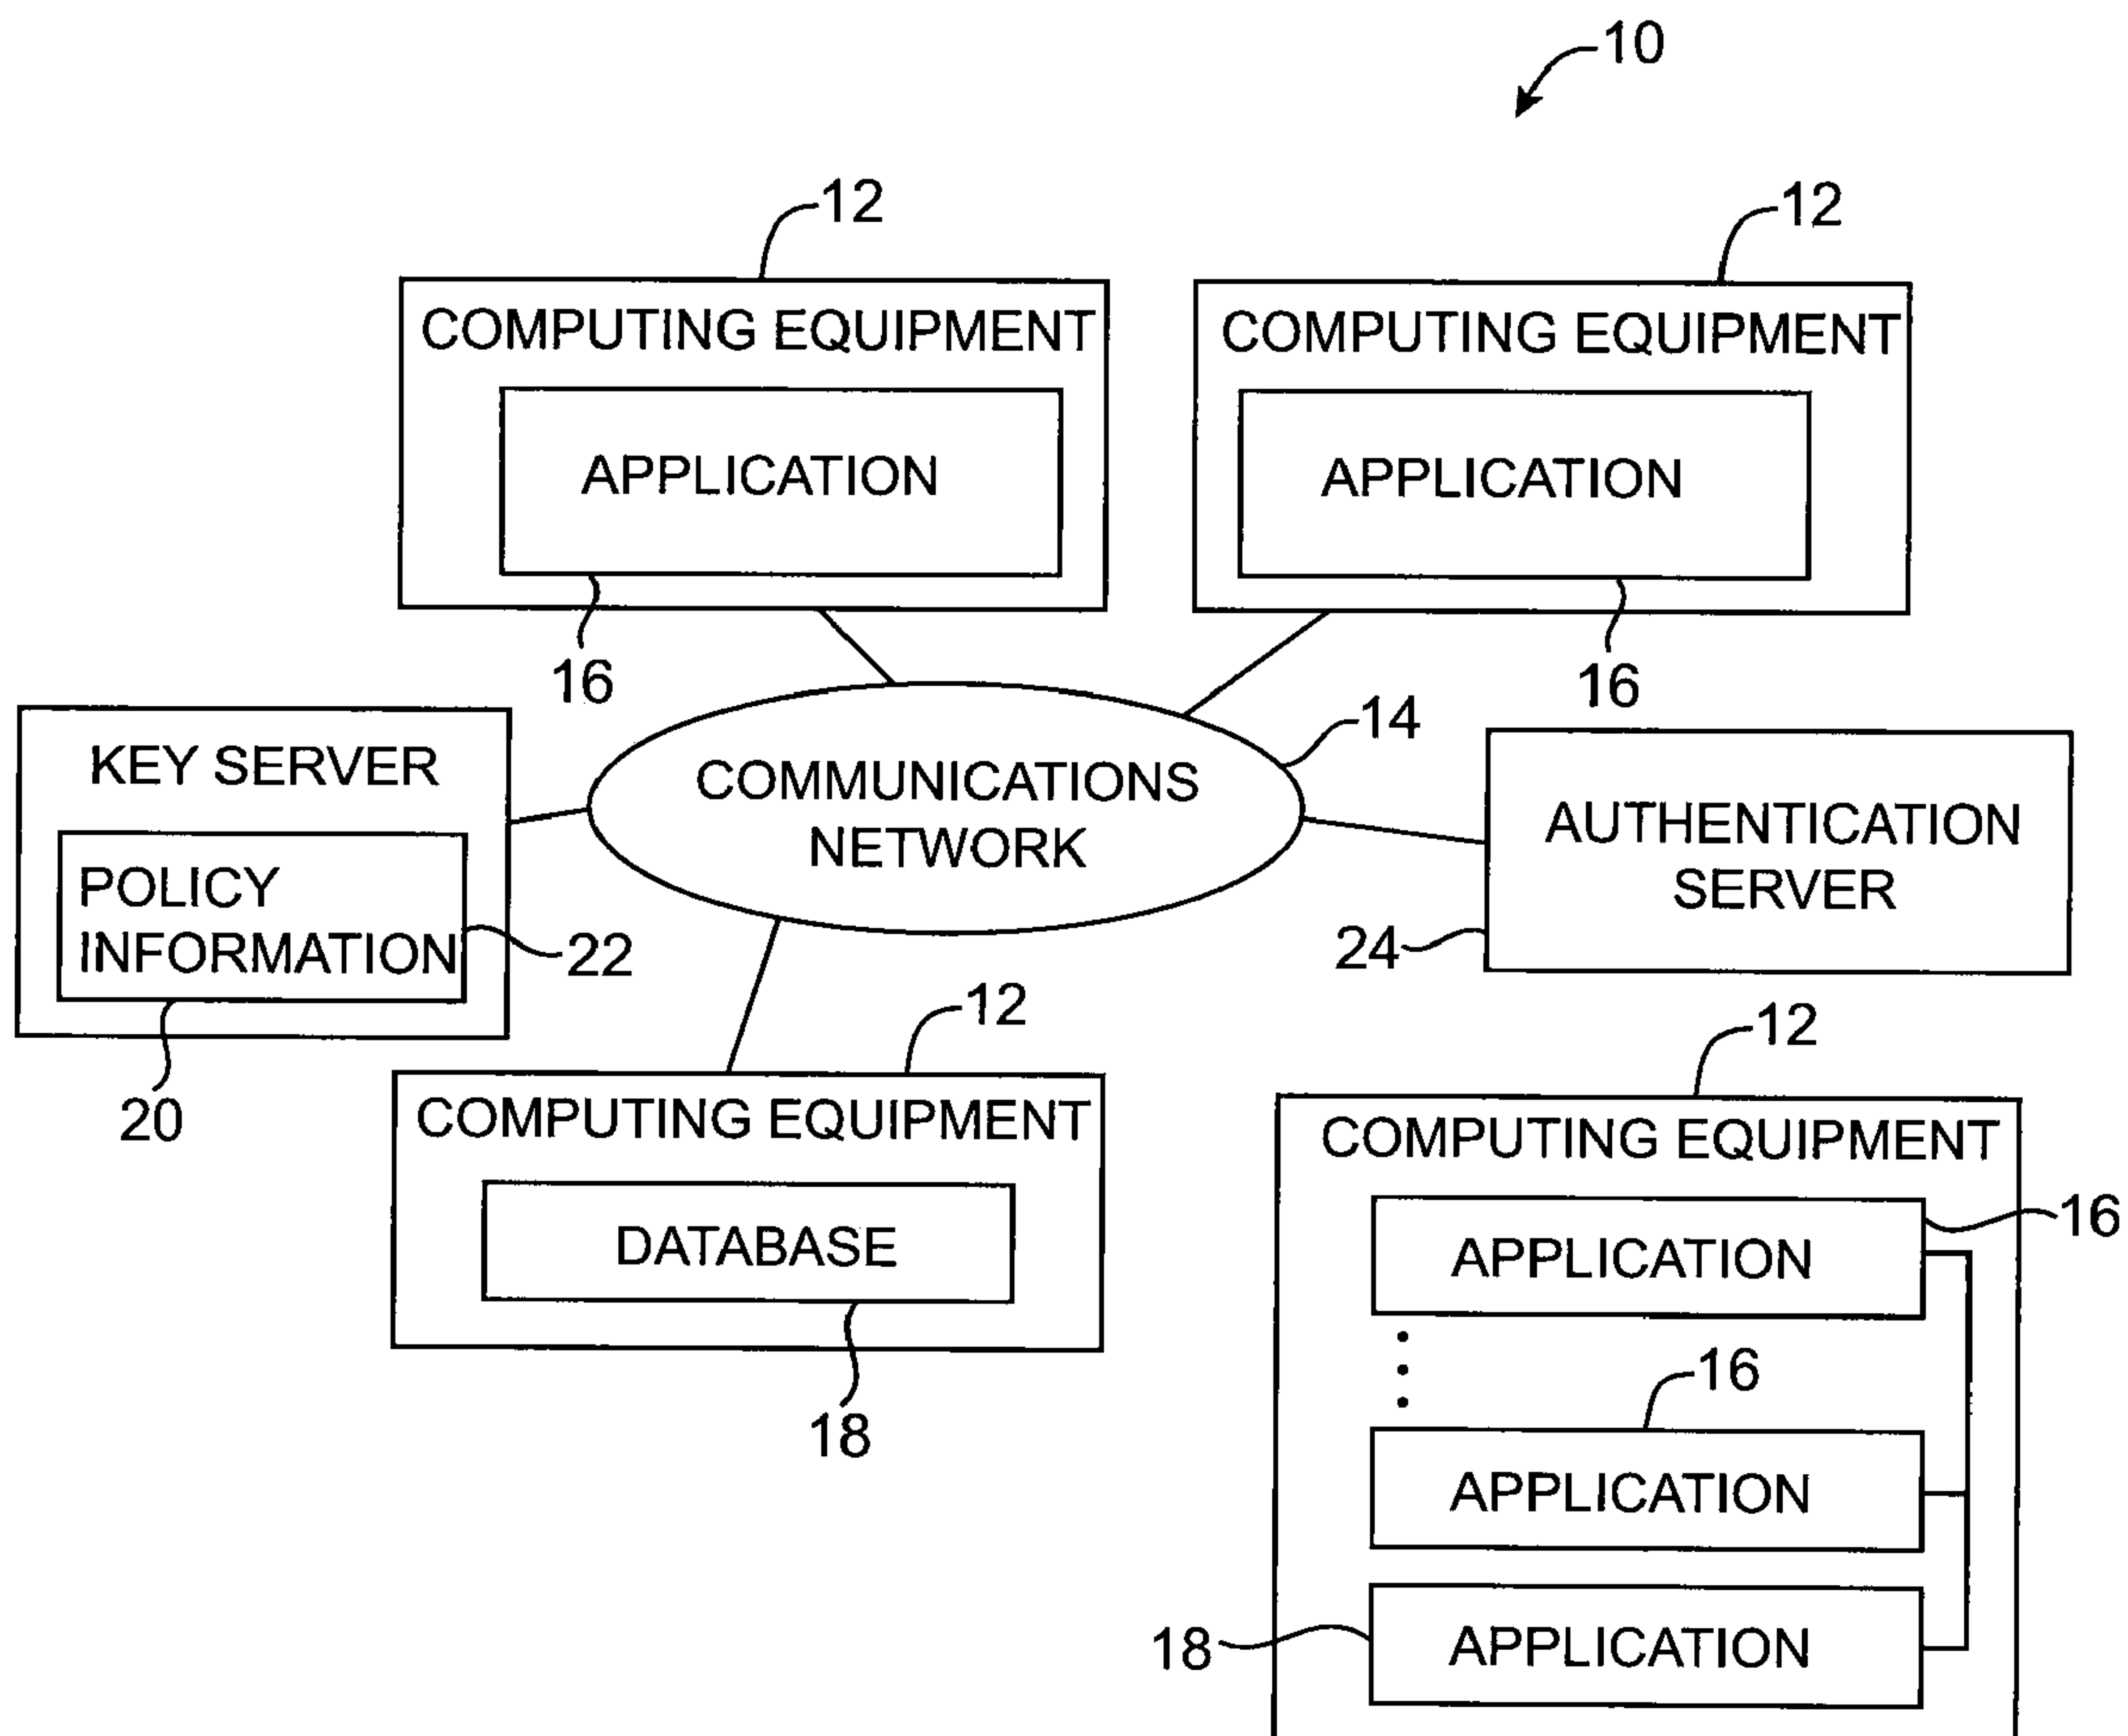 10
12
12
COMPUTING EQUIPMENT
APPLICATION
16
COMPUTING EQUIPMENT
APPLICATION
16
KEY SERVER
POLICY
INFORMATION
22
20
14
COMMUNICATIONS
NETWORK
AUTHENTICATION
SERVER
24
12
COMPUTING EQUIPMENT
DATABASE
18
12
COMPUTING EQUIPMENT
APPLICATION
16
16
APPLICATION
18
APPLICATION